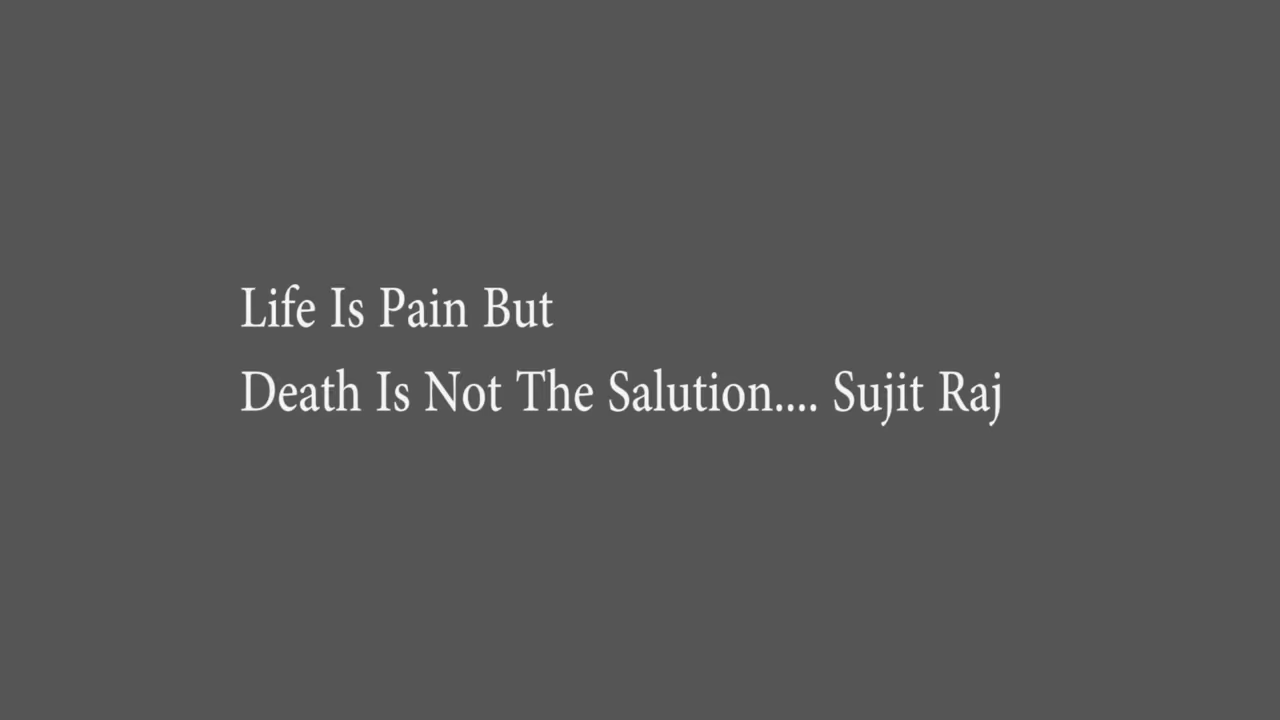 Life Is Pain But
Death Is Not The Salution.... Sujit Raj